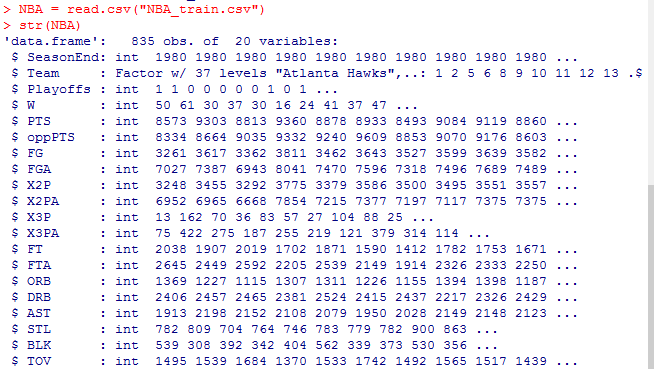 > NBA = read.csv("NBA_train.csv")
> str(NBA)
'data.frame':   835 obs. of  20 variables:
 $ SeasonEnd: int  1980 1980 1980 1980 1980 1980 1980 1980 1980 1980 ...
 $ Team     : Factor w/ 37 levels "Atlanta Hawks",..: 1 2 5 6 8 9 10 11 12 13 .$
 $ Playoffs : int  1 1 0 0 0 0 0 1 0 1 ...
 $ W        : int  50 61 30 37 30 16 24 41 37 47 ...
 $ PTS      : int  8573 9303 8813 9360 8878 8933 8493 9084 9119 8860 ...
 $ oppPTS   : int  8334 8664 9035 9332 9240 9609 8853 9070 9176 8603 ...
 $ FG       : int  3261 3617 3362 3811 3462 3643 3527 3599 3639 3582 ...
 $ FGA      : int  7027 7387 6943 8041 7470 7596 7318 7496 7689 7489 ...
 $ X2P      : int  3248 3455 3292 3775 3379 3586 3500 3495 3551 3557 ...
 $ X2PA     : int  6952 6965 6668 7854 7215 7377 7197 7117 7375 7375 ...
 $ X3P      : int  13 162 70 36 83 57 27 104 88 25 ...
 $ X3PA     : int  75 422 275 187 255 219 121 379 314 114 ...
 $ FT       : int  2038 1907 2019 1702 1871 1590 1412 1782 1753 1671 ...
 $ FTA      : int  2645 2449 2592 2205 2539 2149 1914 2326 2333 2250 ...
 $ ORB      : int  1369 1227 1115 1307 1311 1226 1155 1394 1398 1187 ...
 $ DRB      : int  2406 2457 2465 2381 2524 2415 2437 2217 2326 2429 ...
 $ AST      : int  1913 2198 2152 2108 2079 1950 2028 2149 2148 2123 ...
 $ STL      : int  782 809 704 764 746 783 779 782 900 863 ...
 $ BLK      : int  539 308 392 342 404 562 339 373 530 356 ...
 $ TOV      : int  1495 1539 1684 1370 1533 1742 1492 1565 1517 1439 ...